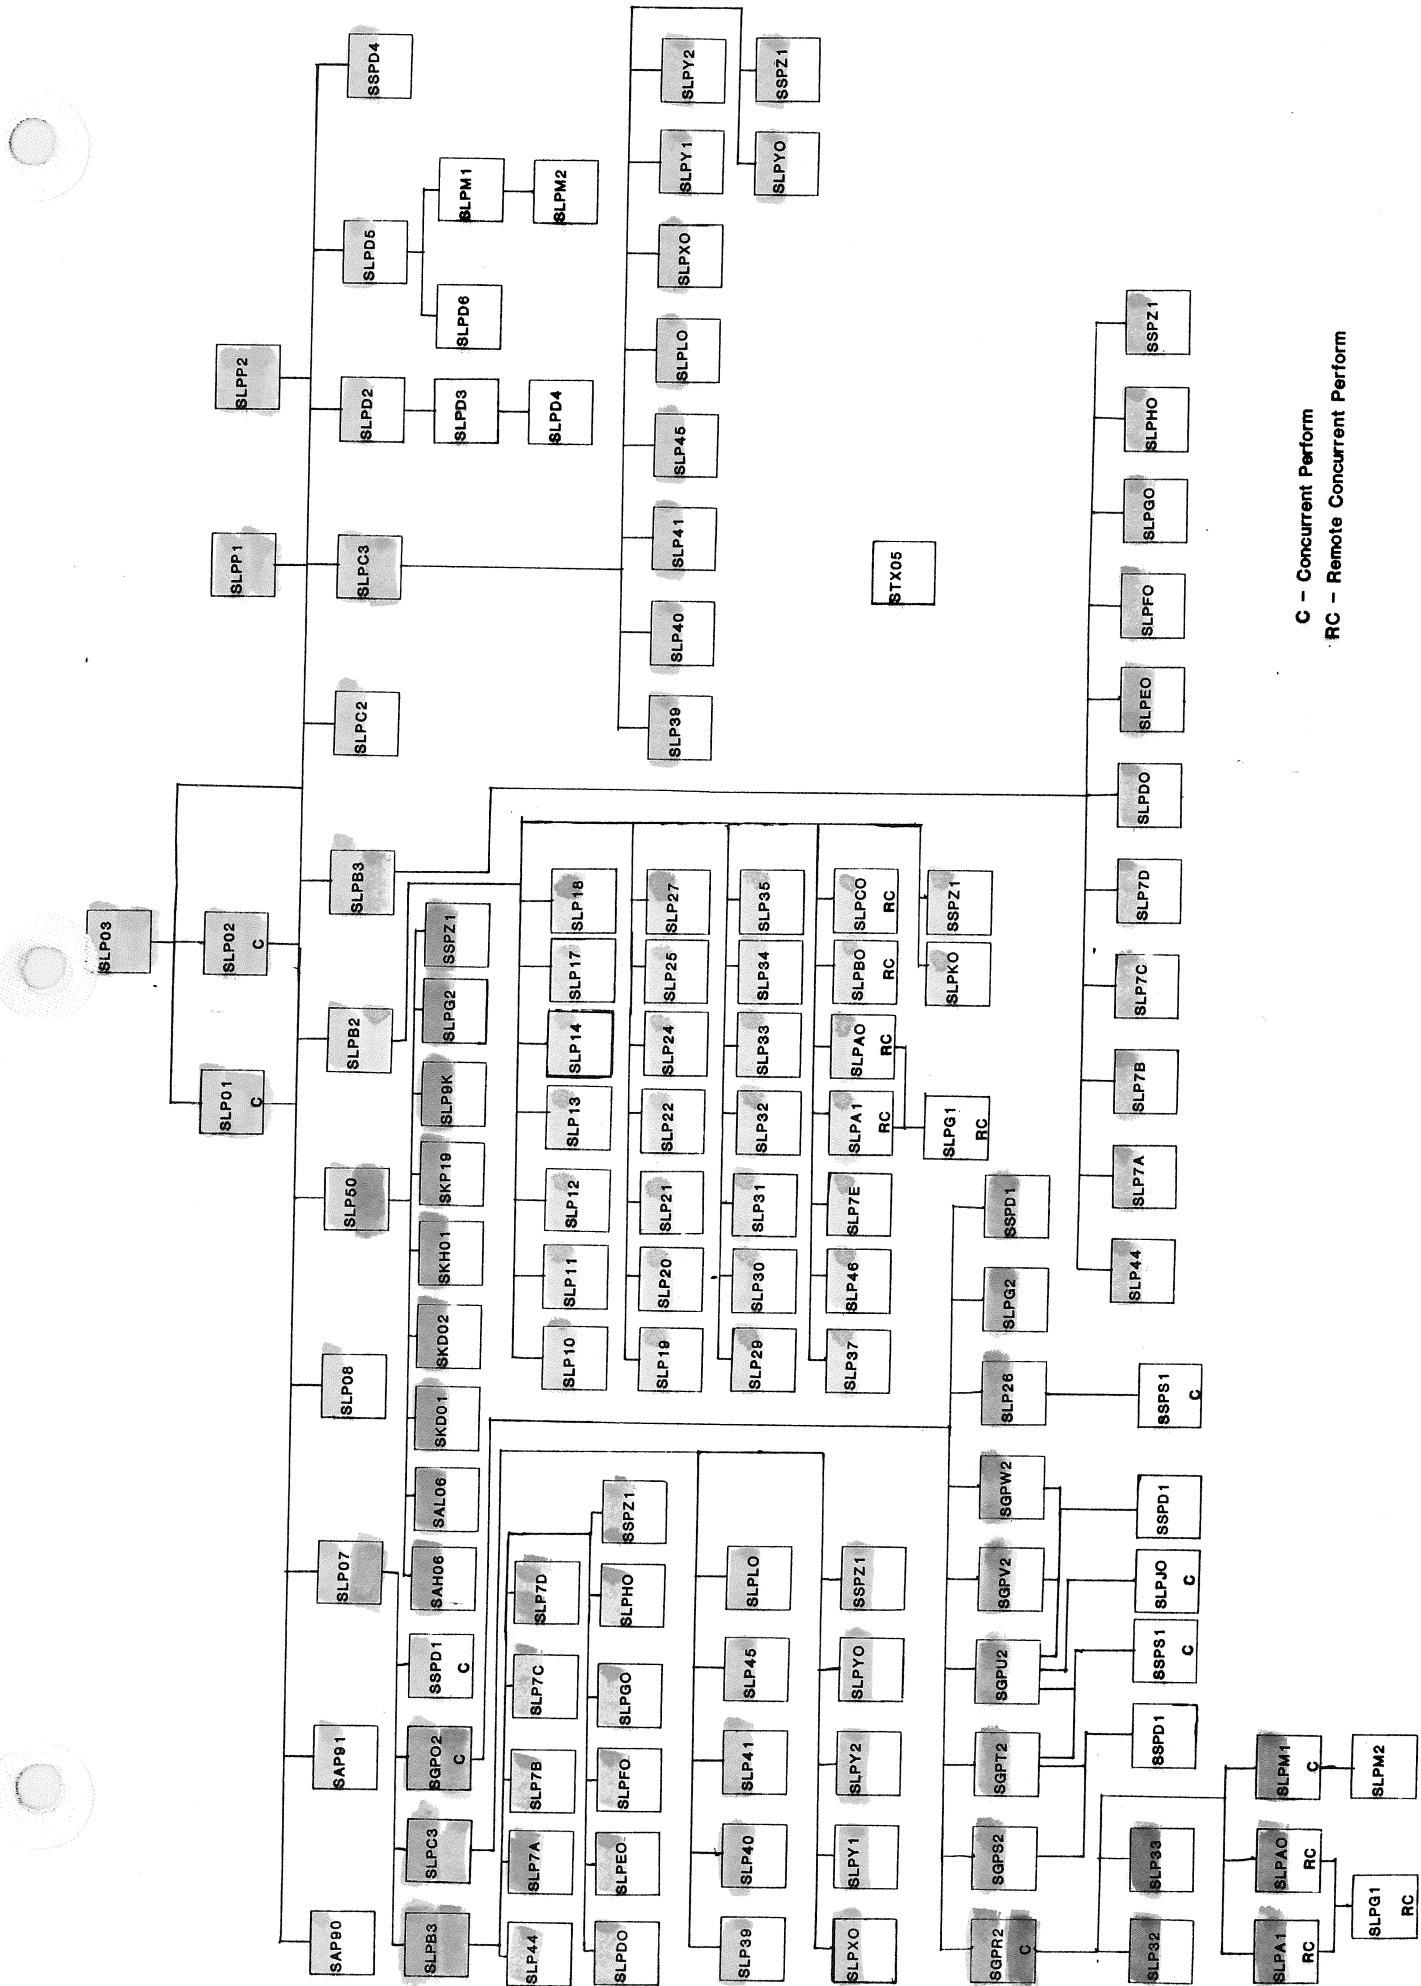 SLP03
SLP01
C
SLP02
C
SLPP1
SLPP2
SAP90
SAP91
SLP07
SLP08
SLP50
SLPB2
SLPB3
SLPC2
SLPC3
SLPD2
SLPD5
SSPD4
SLPD3
SLPD4
SLPD6
SLPM1
SLPM2
SLPB3
SLPC3
SGPO2
C
SSPD1
C
SAH06
SAL06
SKD01
SKD02
SKH01
SKP19
SLP9K
SLPG2
SSPZ1
SLP44
SLP7A
SLP7B
SLP7C
SLP7D
SLPDO
SLPEO
SLPFO
SLPGO
SLPHO
SSPZ1
SLP39
SLP40
SLP41
SLP45
SLPLO
SLPXO
SLPY1
SLPY2
SLPYO
SSPZ1
SLP10
SLP11
SLP12
SLP13
SLP14
SLP17
SLP18
SLP19
SLP20
SLP21
SLP22
SLP24
SLP25
SLP27
SLP29
SLP30
SLP31
SLP32
SLP33
SLP34
SLP35
SLP37
SLP46
SLP7E
SLPA1
RC
SLPAO
RC
SLPBO
RC
SLPCO
RC
SLPG1
RC
SLPKO
SSPZ1
SLP39
SLP40
SLP41
SLP45
SLPLO
SLPXO
SLPY1
SLPY2
SLPYO
SSPZ1
STX05
SGPR2
C
SGPS2
SGPT2
SGPU2
SGPV2
SGPW2
SLP26
SLPG2
SSPD1
SLP32
SLP33
SSPD1
SSPS1
C
SLPJO
C
SSPD1
SSPS1
C
SLPA1
RC
SLPAO
RC
SLPM1
C
SLPG1
RC
SLPM2
SLP44
SLP7A
SLP7B
SLP7C
SLP7D
SLPDO
SLPEO
SLPFO
SLPGO
SLPHO
SSPZ1
C - Concurrent Perform
RC - Remote Concurrent Perform